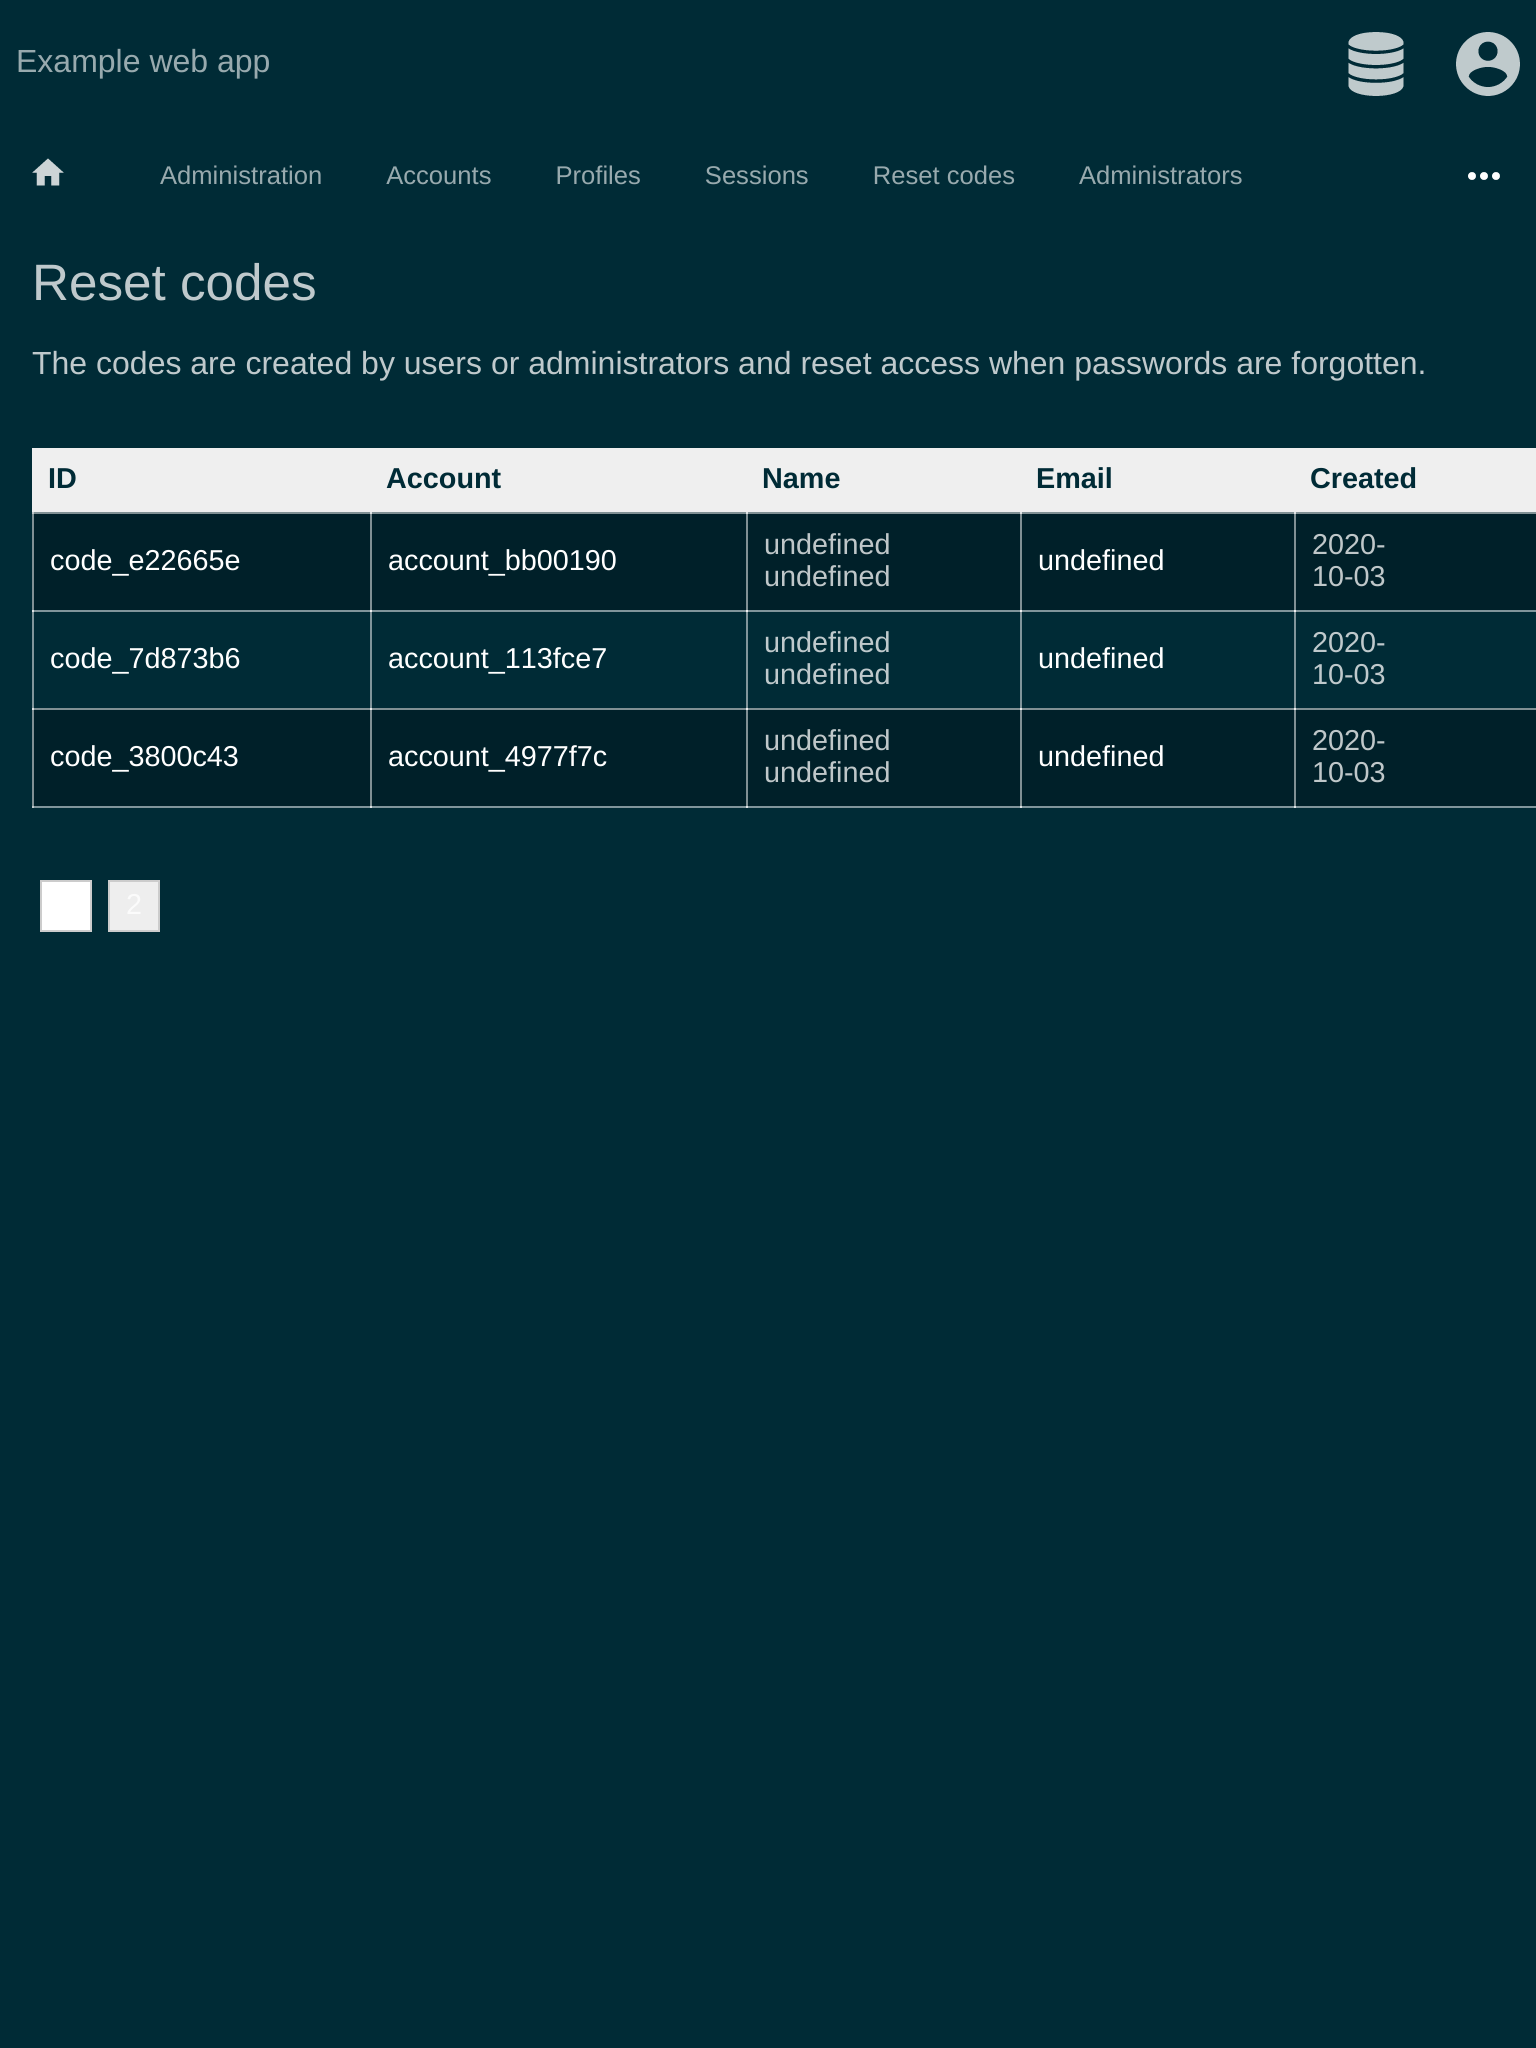 Example web app
Administration Accounts Profiles Sessions Reset codes Administrators
Reset codes
The codes are created by users or administrators and reset access when passwords are forgotten.
ID Account Name Email Created
code_e22665e account_bb00190 undefined undefined undefined 2020-10-03
code_7d873b6 account_113fce7 undefined undefined undefined 2020-10-03
code_3800c43 account_4977f7c undefined undefined undefined 2020-10-03
2